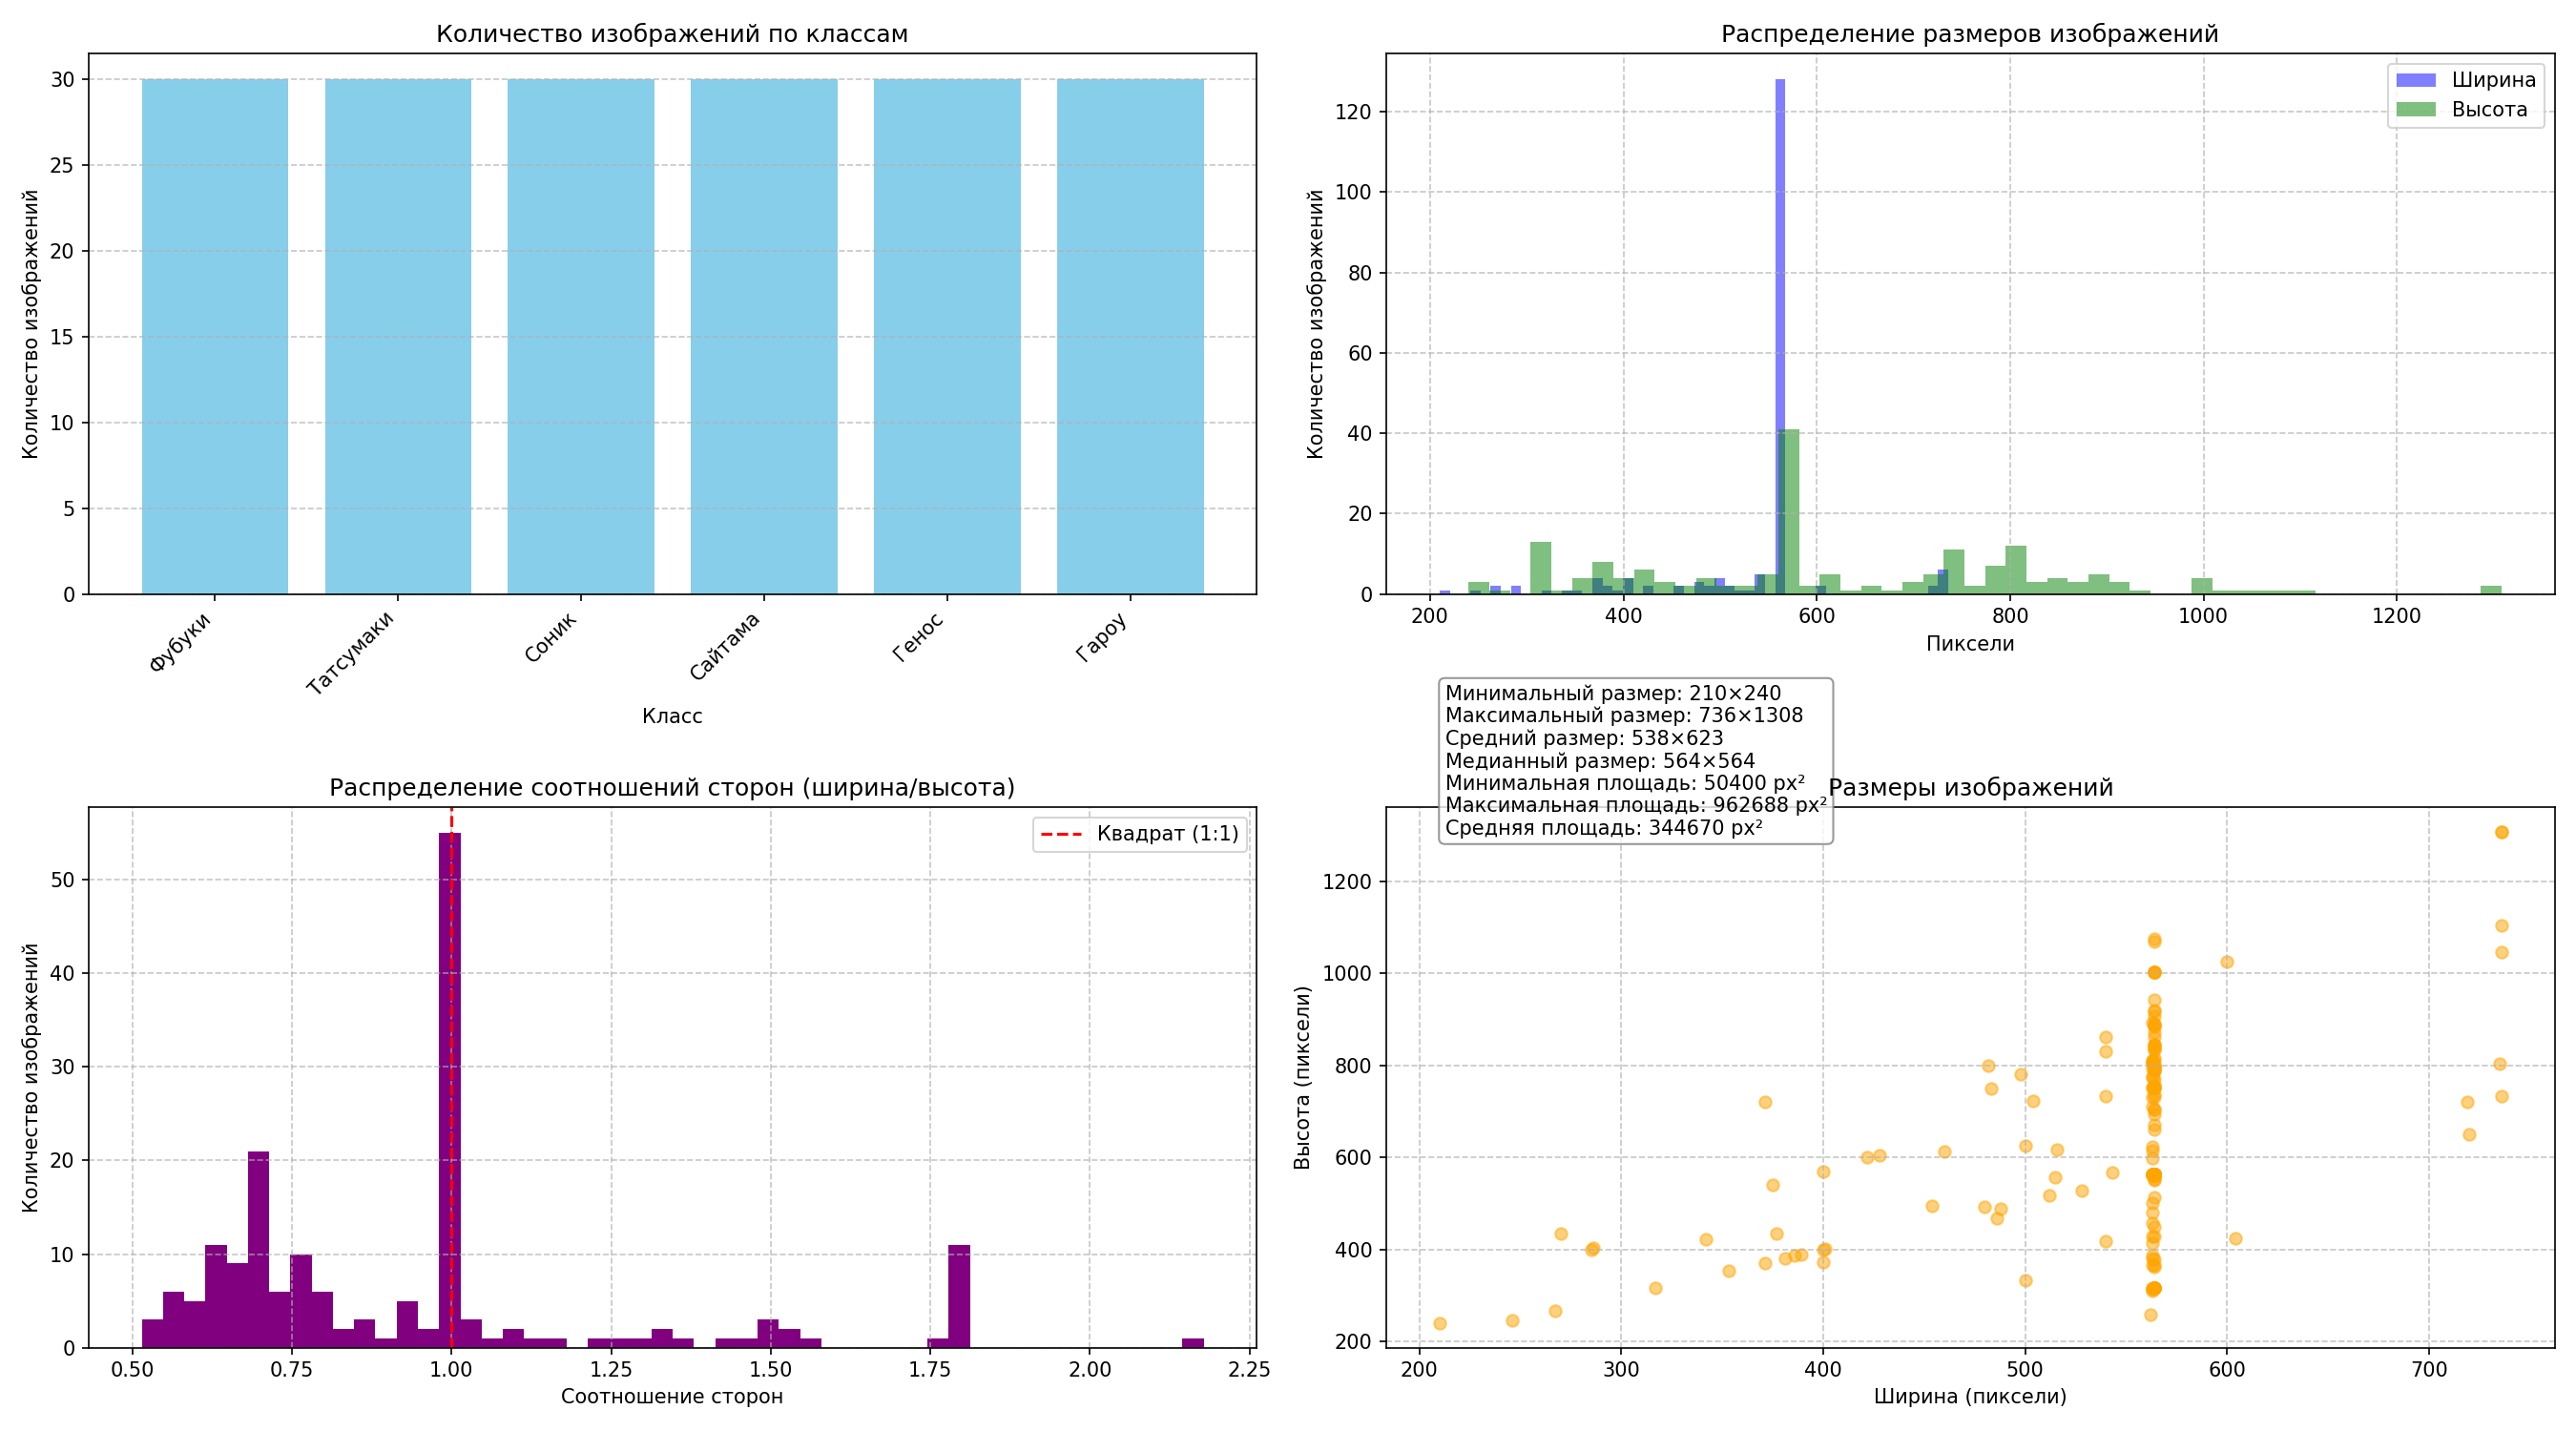 Количество изображений по классам
Количество изображений
30
25
20
15
10
5
0
Фубуки
Татсумаки
Соник
Сайтама
Генос
Гароу
Класс
Распределение размеров изображений
Ширина
Высота
Количество изображений
120
100
80
60
40
20
0
200
400
600
800
1000
1200
Пиксели
Распределение соотношений сторон (ширина/высота)
Квадрат (1:1)
Количество изображений
50
40
30
20
10
0
0.50
0.75
1.00
1.25
1.50
1.75
2.00
2.25
Соотношение сторон
Минимальный размер: 210×240
Максимальный размер: 736×1308
Средний размер: 538×623
Медианный размер: 564×564
Минимальная площадь: 50400 px²
Максимальная площадь: 962688 px²
Средняя площадь: 344670 px²
Размеры изображений
Высота (пиксели)
1200
1000
800
600
400
200
200
300
400
500
600
700
Ширина (пиксели)